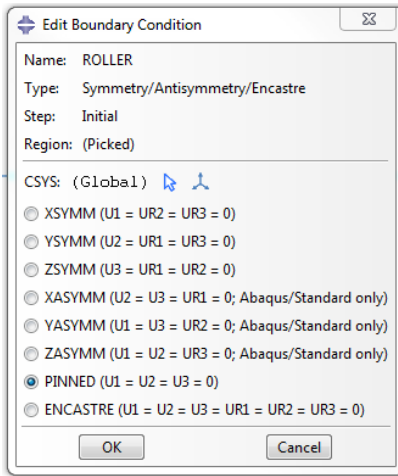 Edit Boundary Condition
Name: ROLLER
Type: Symmetry/Antisymmetry/Encastre
Step: Initial
Region: (Picked)
CSYS: (Global)
XSYMM (U1 = UR2 = UR3 = 0)
YSYMM (U2 = UR1 = UR3 = 0)
ZSYMM (U3 = UR1 = UR2 = 0)
XASYMM (U2 = U3 = UR1 = 0; Abaqus/Standard only)
YASYMM (U1 = U3 = UR2 = 0; Abaqus/Standard only)
ZASYMM (U1 = U2 = UR3 = 0; Abaqus/Standard only)
PINNED (U1 = U2 = U3 = 0)
ENCASTRE (U1 = U2 = U3 = UR1 = UR2 = UR3 = 0)
OK Cancel